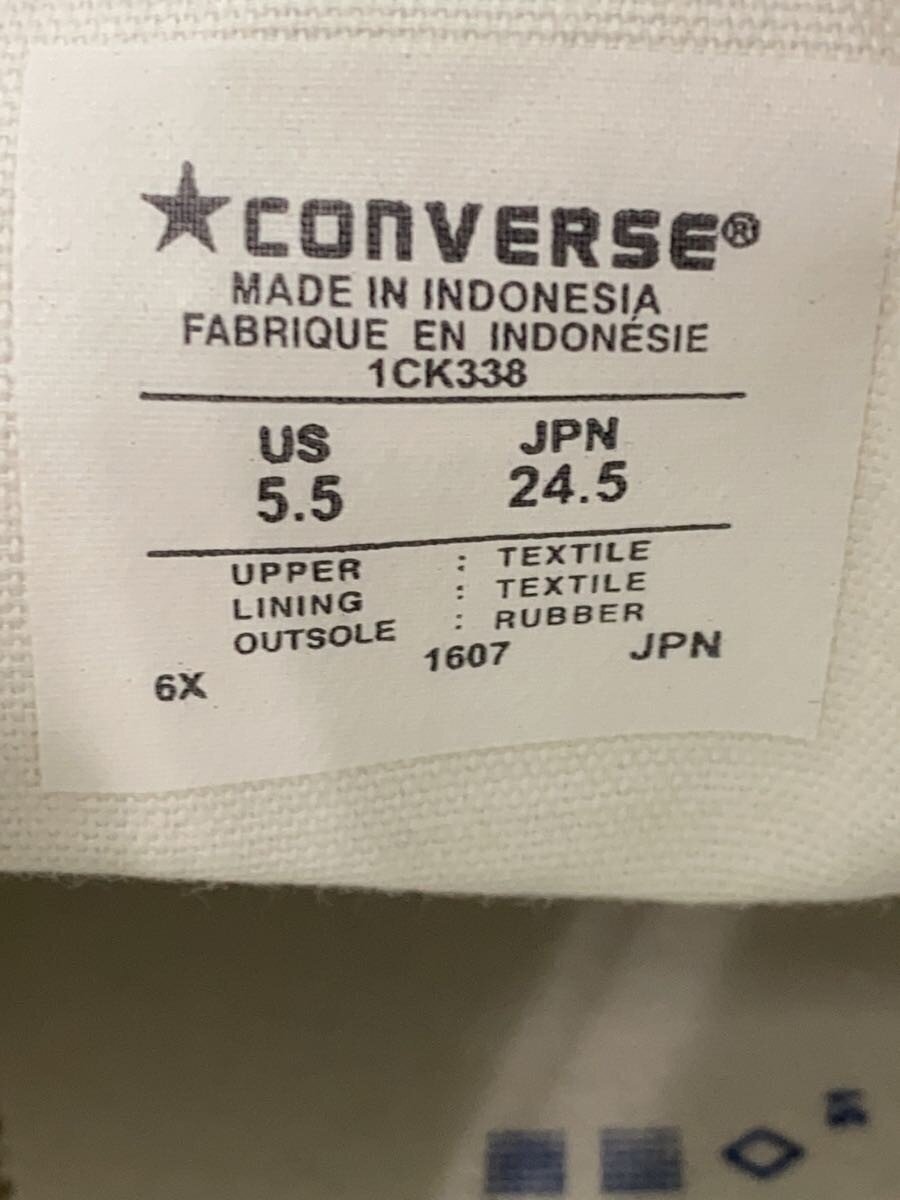 ★CONVERSE®
MADE IN INDONESIA
FABRIQUE EN INDONÉSIE
1CK338
US JPN
5.5 24.5
UPPER : TEXTILE
LINING : TEXTILE
OUTSOLE : RUBBER
6X 1607 JPN